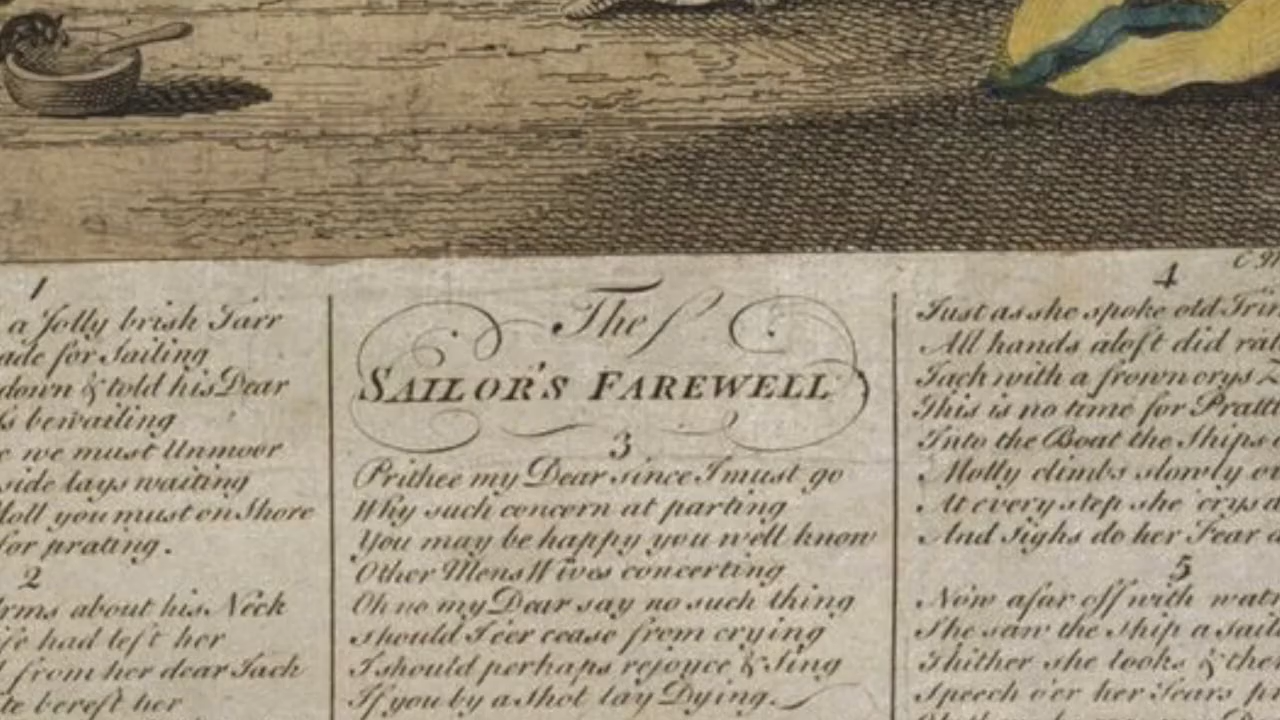 1
a Jolly brisk Tarr
ade for Sailing
down & told his Dear
s bewailing
we must Unmoor
side lays waiting
Moll you must on Shore
for prating.
2
Arms about his Neck
ife had left her
from her dear Jack
te bereft her
The
SAILOR'S FAREWELL
3
Prithee my Dear since I must go
Why such concern at parting
You may be happy you well know
Other Mens Wives concerting
Oh no my Dear say no such thing
should I eer cease from crying
I should perhaps rejoyce & Sing
If you by a Shot lay Dying.
4
Just as she spoke old Trin
All hands aloft did
Jack with a frown crys
This is no time for Pratt
Into the Boat the Ships
Molly climbs slowly
At every step she crys
And Sighs do her Fear
5
Now afar off with wat
She saw the Ship a sail
Thither she looks & the
Speech o'er her Tears